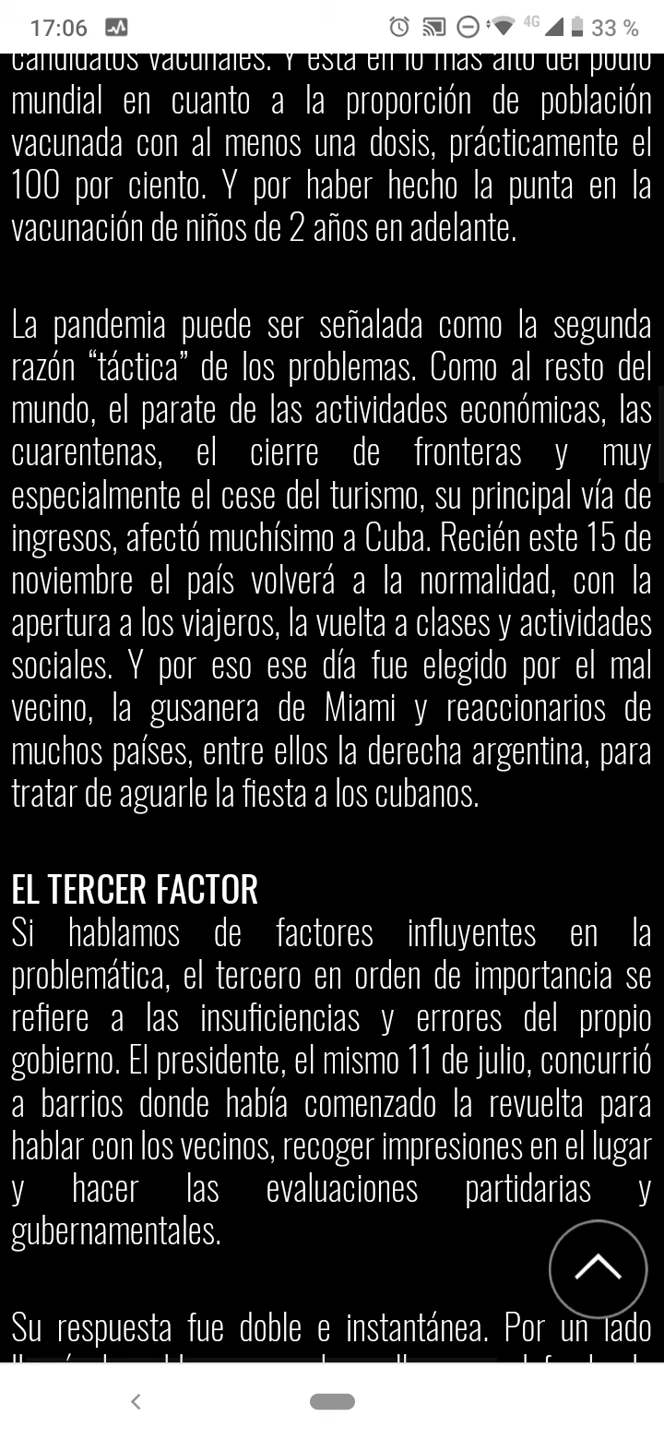 17:06 4G 33 %
candidatos vacunales. Y está en lo más alto del podio
mundial en cuanto a la proporción de población
vacunada con al menos una dosis, prácticamente el
100 por ciento. Y por haber hecho la punta en la
vacunación de niños de 2 años en adelante.
La pandemia puede ser señalada como la segunda
razón “táctica” de los problemas. Como al resto del
mundo, el parate de las actividades económicas, las
cuarentenas, el cierre de fronteras y muy
especialmente el cese del turismo, su principal vía de
ingresos, afectó muchísimo a Cuba. Recién este 15 de
noviembre el país volverá a la normalidad, con la
apertura a los viajeros, la vuelta a clases y actividades
sociales. Y por eso ese día fue elegido por el mal
vecino, la gusanera de Miami y reaccionarios de
muchos países, entre ellos la derecha argentina, para
tratar de aguarle la fiesta a los cubanos.
EL TERCER FACTOR
Si hablamos de factores influyentes en la
problemática, el tercero en orden de importancia se
refiere a las insuficiencias y errores del propio
gobierno. El presidente, el mismo 11 de julio, concurrió
a barrios donde había comenzado la revuelta para
hablar con los vecinos, recoger impresiones en el lugar
y hacer las evaluaciones partidarias y
gubernamentales.
Su respuesta fue doble e instantánea. Por un lado